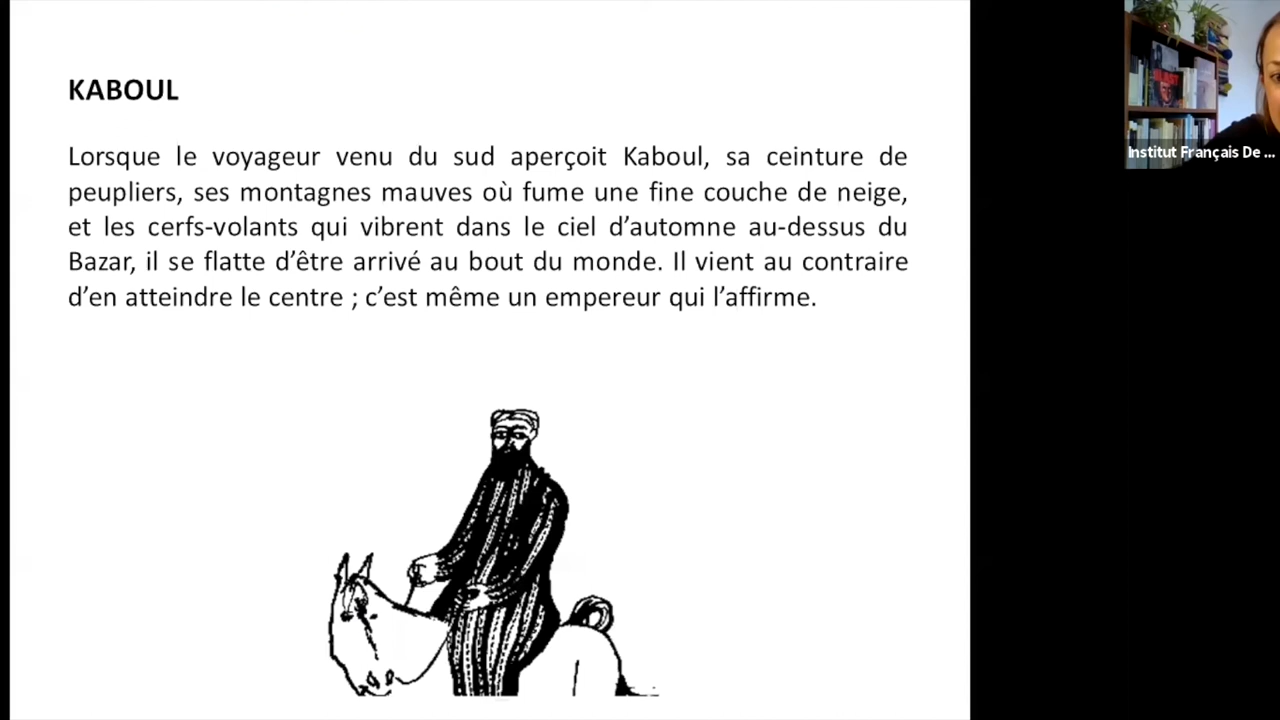 KABOUL
Lorsque le voyageur venu du sud aperçoit Kaboul, sa ceinture de
peupliers, ses montagnes mauves où fume une fine couche de neige,
et les cerfs-volants qui vibrent dans le ciel d’automne au-dessus du
Bazar, il se flatte d’être arrivé au bout du monde. Il vient au contraire
d’en atteindre le centre ; c’est même un empereur qui l’affirme.
Institut Français De ...